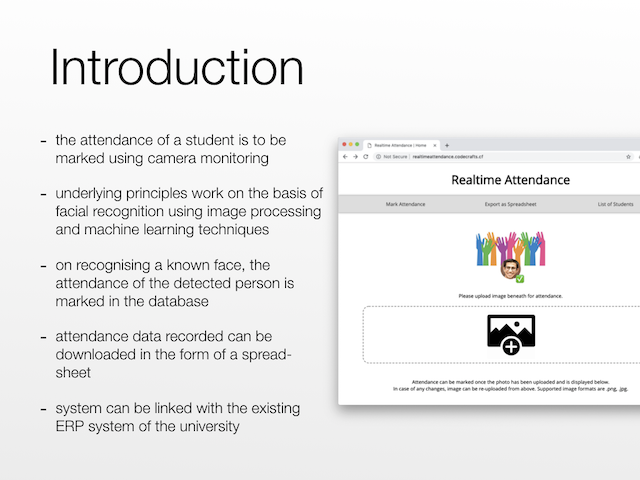 Introduction
- the attendance of a student is to be
marked using camera monitoring
- underlying principles work on the basis of
facial recognition using image processing
and machine learning techniques
- on recognising a known face, the
attendance of the detected person is
marked in the database
- attendance data recorded can be
downloaded in the form of a spread-
sheet
- system can be linked with the existing
ERP system of the university
Realtime Attendance | Home
Not Secure | realtimeattendance.codecrafts.cf
Realtime Attendance
Mark Attendance Export as Spreadsheet List of Students
Please upload image beneath for attendance.
Attendance can be marked once the photo has been uploaded and is displayed below.
In case of any changes, image can be re-uploaded from above. Supported image formats are .png, .jpg.